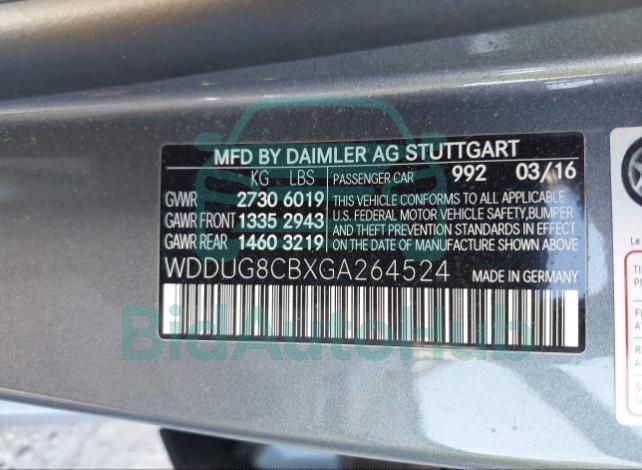 MFD BY DAIMLER AG STUTTGART
KG LBS PASSENGER CAR 992 03/16
GVWR 2730 6019 THIS VEHICLE CONFORMS TO ALL APPLICABLE
GAWR FRONT 1335 2943 U.S. FEDERAL MOTOR VEHICLE SAFETY,BUMPER
AND THEFT PREVENTION STANDARDS IN EFFECT
GAWR REAR 1460 3219 ON THE DATE OF MANUFACTURE SHOWN ABOVE
WDDUG8CBXGA264524 MADE IN GERMANY
BidAutoHub
Le